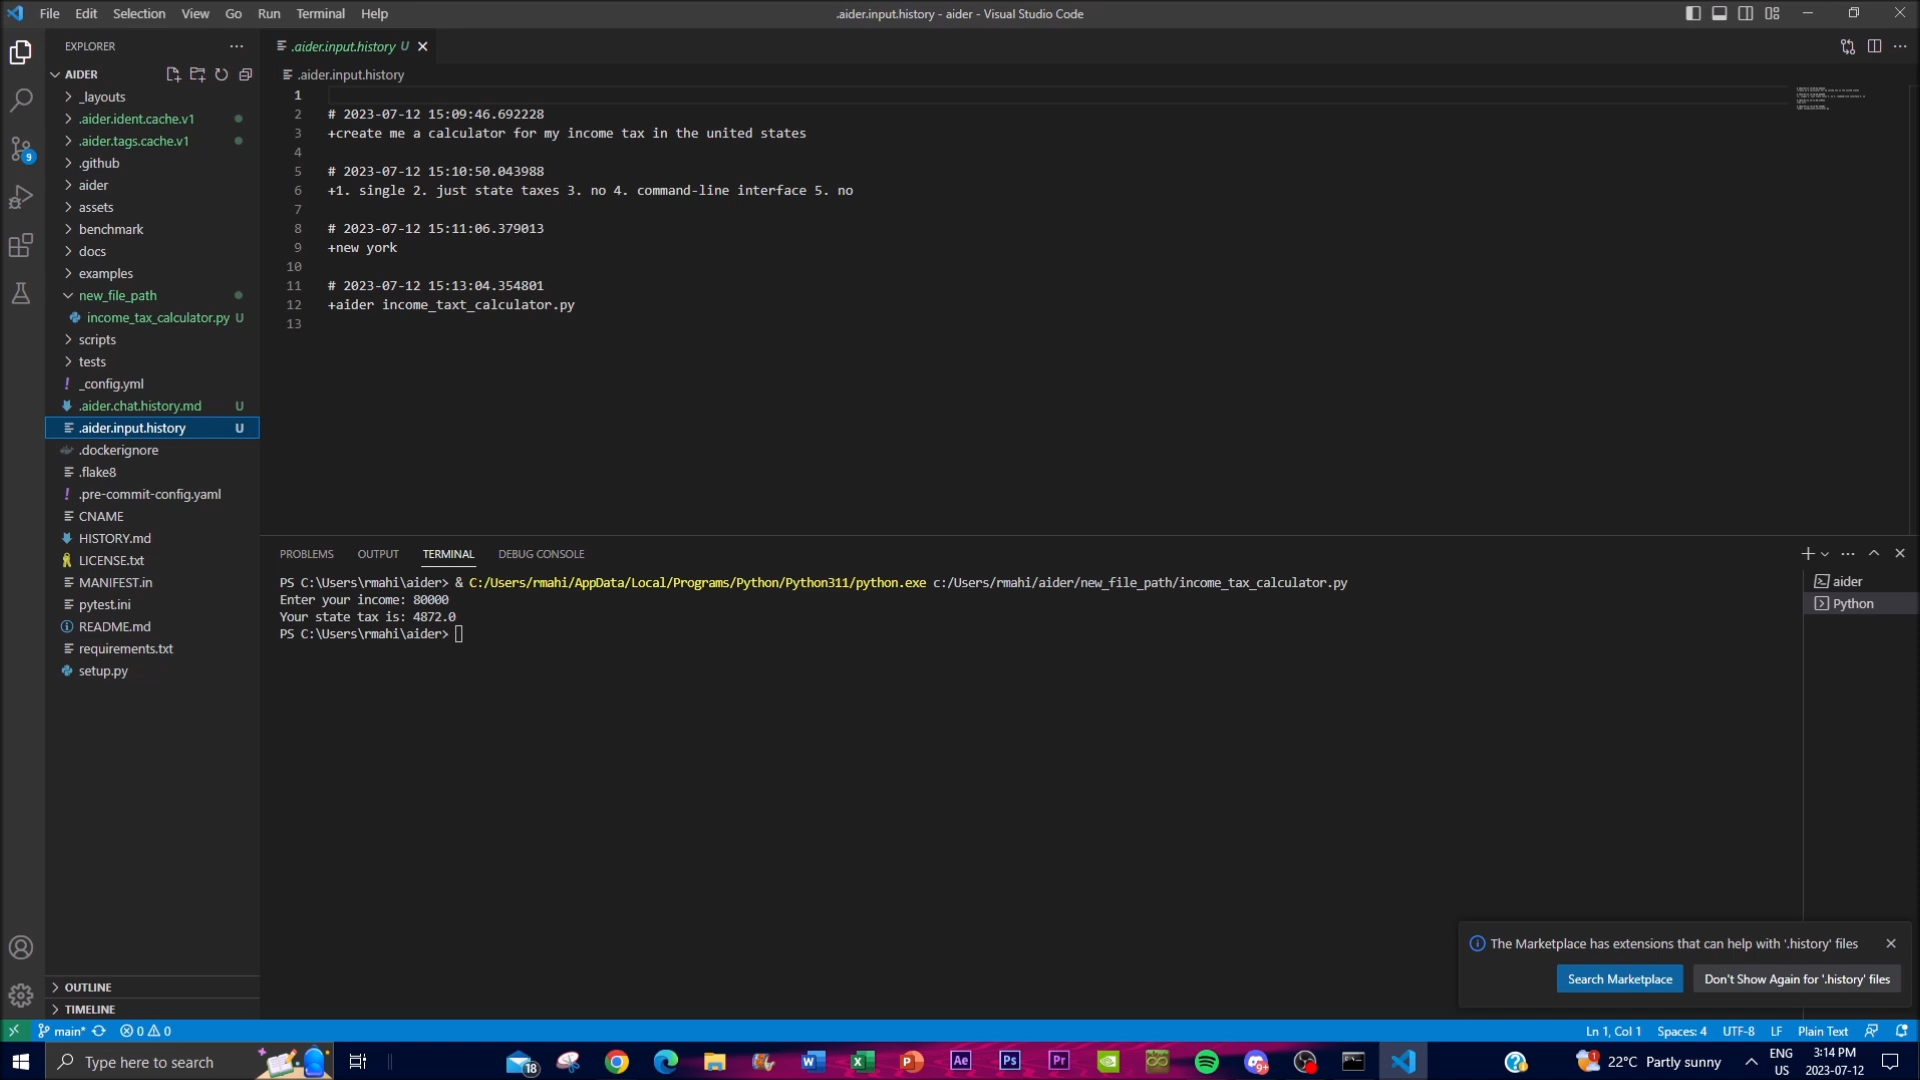 File Edit Selection View Go Run Terminal Help
.aider.input.history - aider - Visual Studio Code
EXPLORER
AIDER
_layouts
.aider.ident.cache.v1
.aider.tags.cache.v1
.github
aider
assets
benchmark
docs
examples
new_file_path
income_tax_calculator.py U
scripts
tests
! _config.yml
.aider.chat.history.md U
.aider.input.history U
.dockerignore
.flake8
! .pre-commit-config.yaml
CNAME
HISTORY.md
LICENSE.txt
MANIFEST.in
pytest.ini
README.md
requirements.txt
setup.py
OUTLINE
TIMELINE
9
.aider.input.history U
.aider.input.history
1
2 # 2023-07-12 15:09:46.692228
3 +create me a calculator for my income tax in the united states
4
5 # 2023-07-12 15:10:50.043988
6 +1. single 2. just state taxes 3. no 4. command-line interface 5. no
7
8 # 2023-07-12 15:11:06.379013
9 +new york
10
11 # 2023-07-12 15:13:04.354801
12 +aider income_taxt_calculator.py
13
PROBLEMS OUTPUT TERMINAL DEBUG CONSOLE
PS C:\Users\rmahi\aider> & C:/Users/rmahi/AppData/Local/Programs/Python/Python311/python.exe c:/Users/rmahi/aider/new_file_path/income_tax_calculator.py
Enter your income: 80000
Your state tax is: 4872.0
PS C:\Users\rmahi\aider>
aider
Python
The Marketplace has extensions that can help with '.history' files
Search Marketplace Don't Show Again for '.history' files
main* 0 0
Ln 1, Col 1 Spaces: 4 UTF-8 LF Plain Text
Type here to search
18
W X P Ae Ps Pr
9+
1
22°C Partly sunny
ENG
US
3:14 PM
2023-07-12